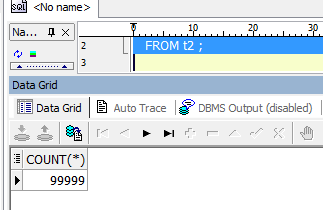 SQL <No name>
Na...
0 10 20 30
2 FROM t2 ;
3
Data Grid
Data Grid Auto Trace DBMS Output (disabled)
COUNT(*)
99999